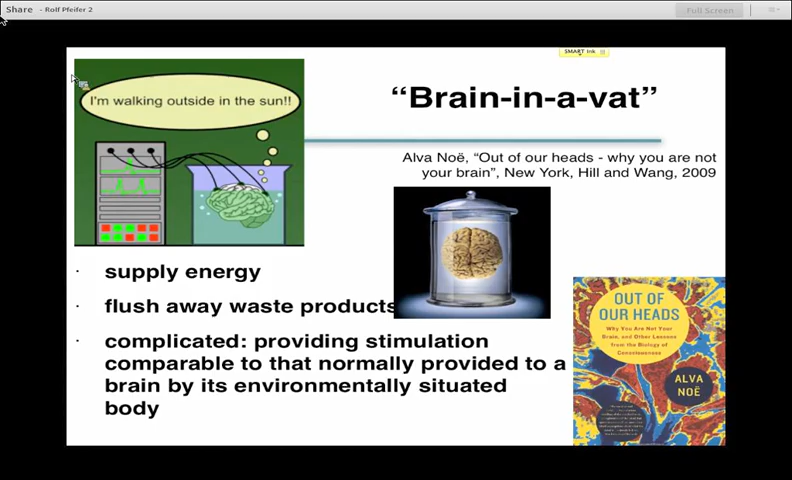 Share - Rolf Pfeifer 2
Full Screen
SMART Ink
I'm walking outside in the sun!!
“Brain-in-a-vat”
Alva Noë, “Out of our heads - why you are not
your brain”, New York, Hill and Wang, 2009
· supply energy
· flush away waste products
· complicated: providing stimulation
comparable to that normally provided to a
brain by its environmentally situated
body
OUT OF
OUR HEADS
Why You Are Not Your
Brain, and Other Lessons
from the Biology of
Consciousness
ALVA
NOË